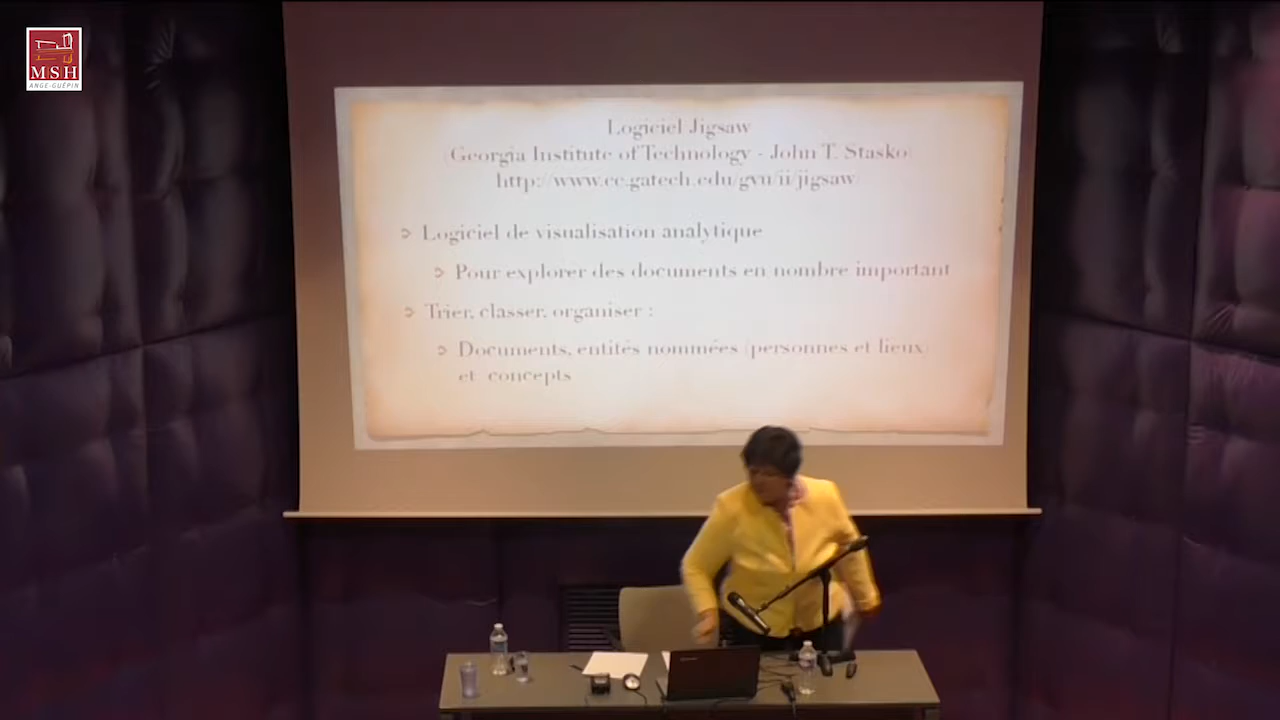 MSH
ANGE-GUÉPIN
Logiciel Jigsaw
(Georgia Institute of Technology - John T. Stasko)
http://www.cc.gatech.edu/gvu/ii/jigsaw/
Logiciel de visualisation analytique
Pour explorer des documents en nombre important
Trier, classer, organiser :
Documents, entités nommées (personnes et lieux)
et concepts